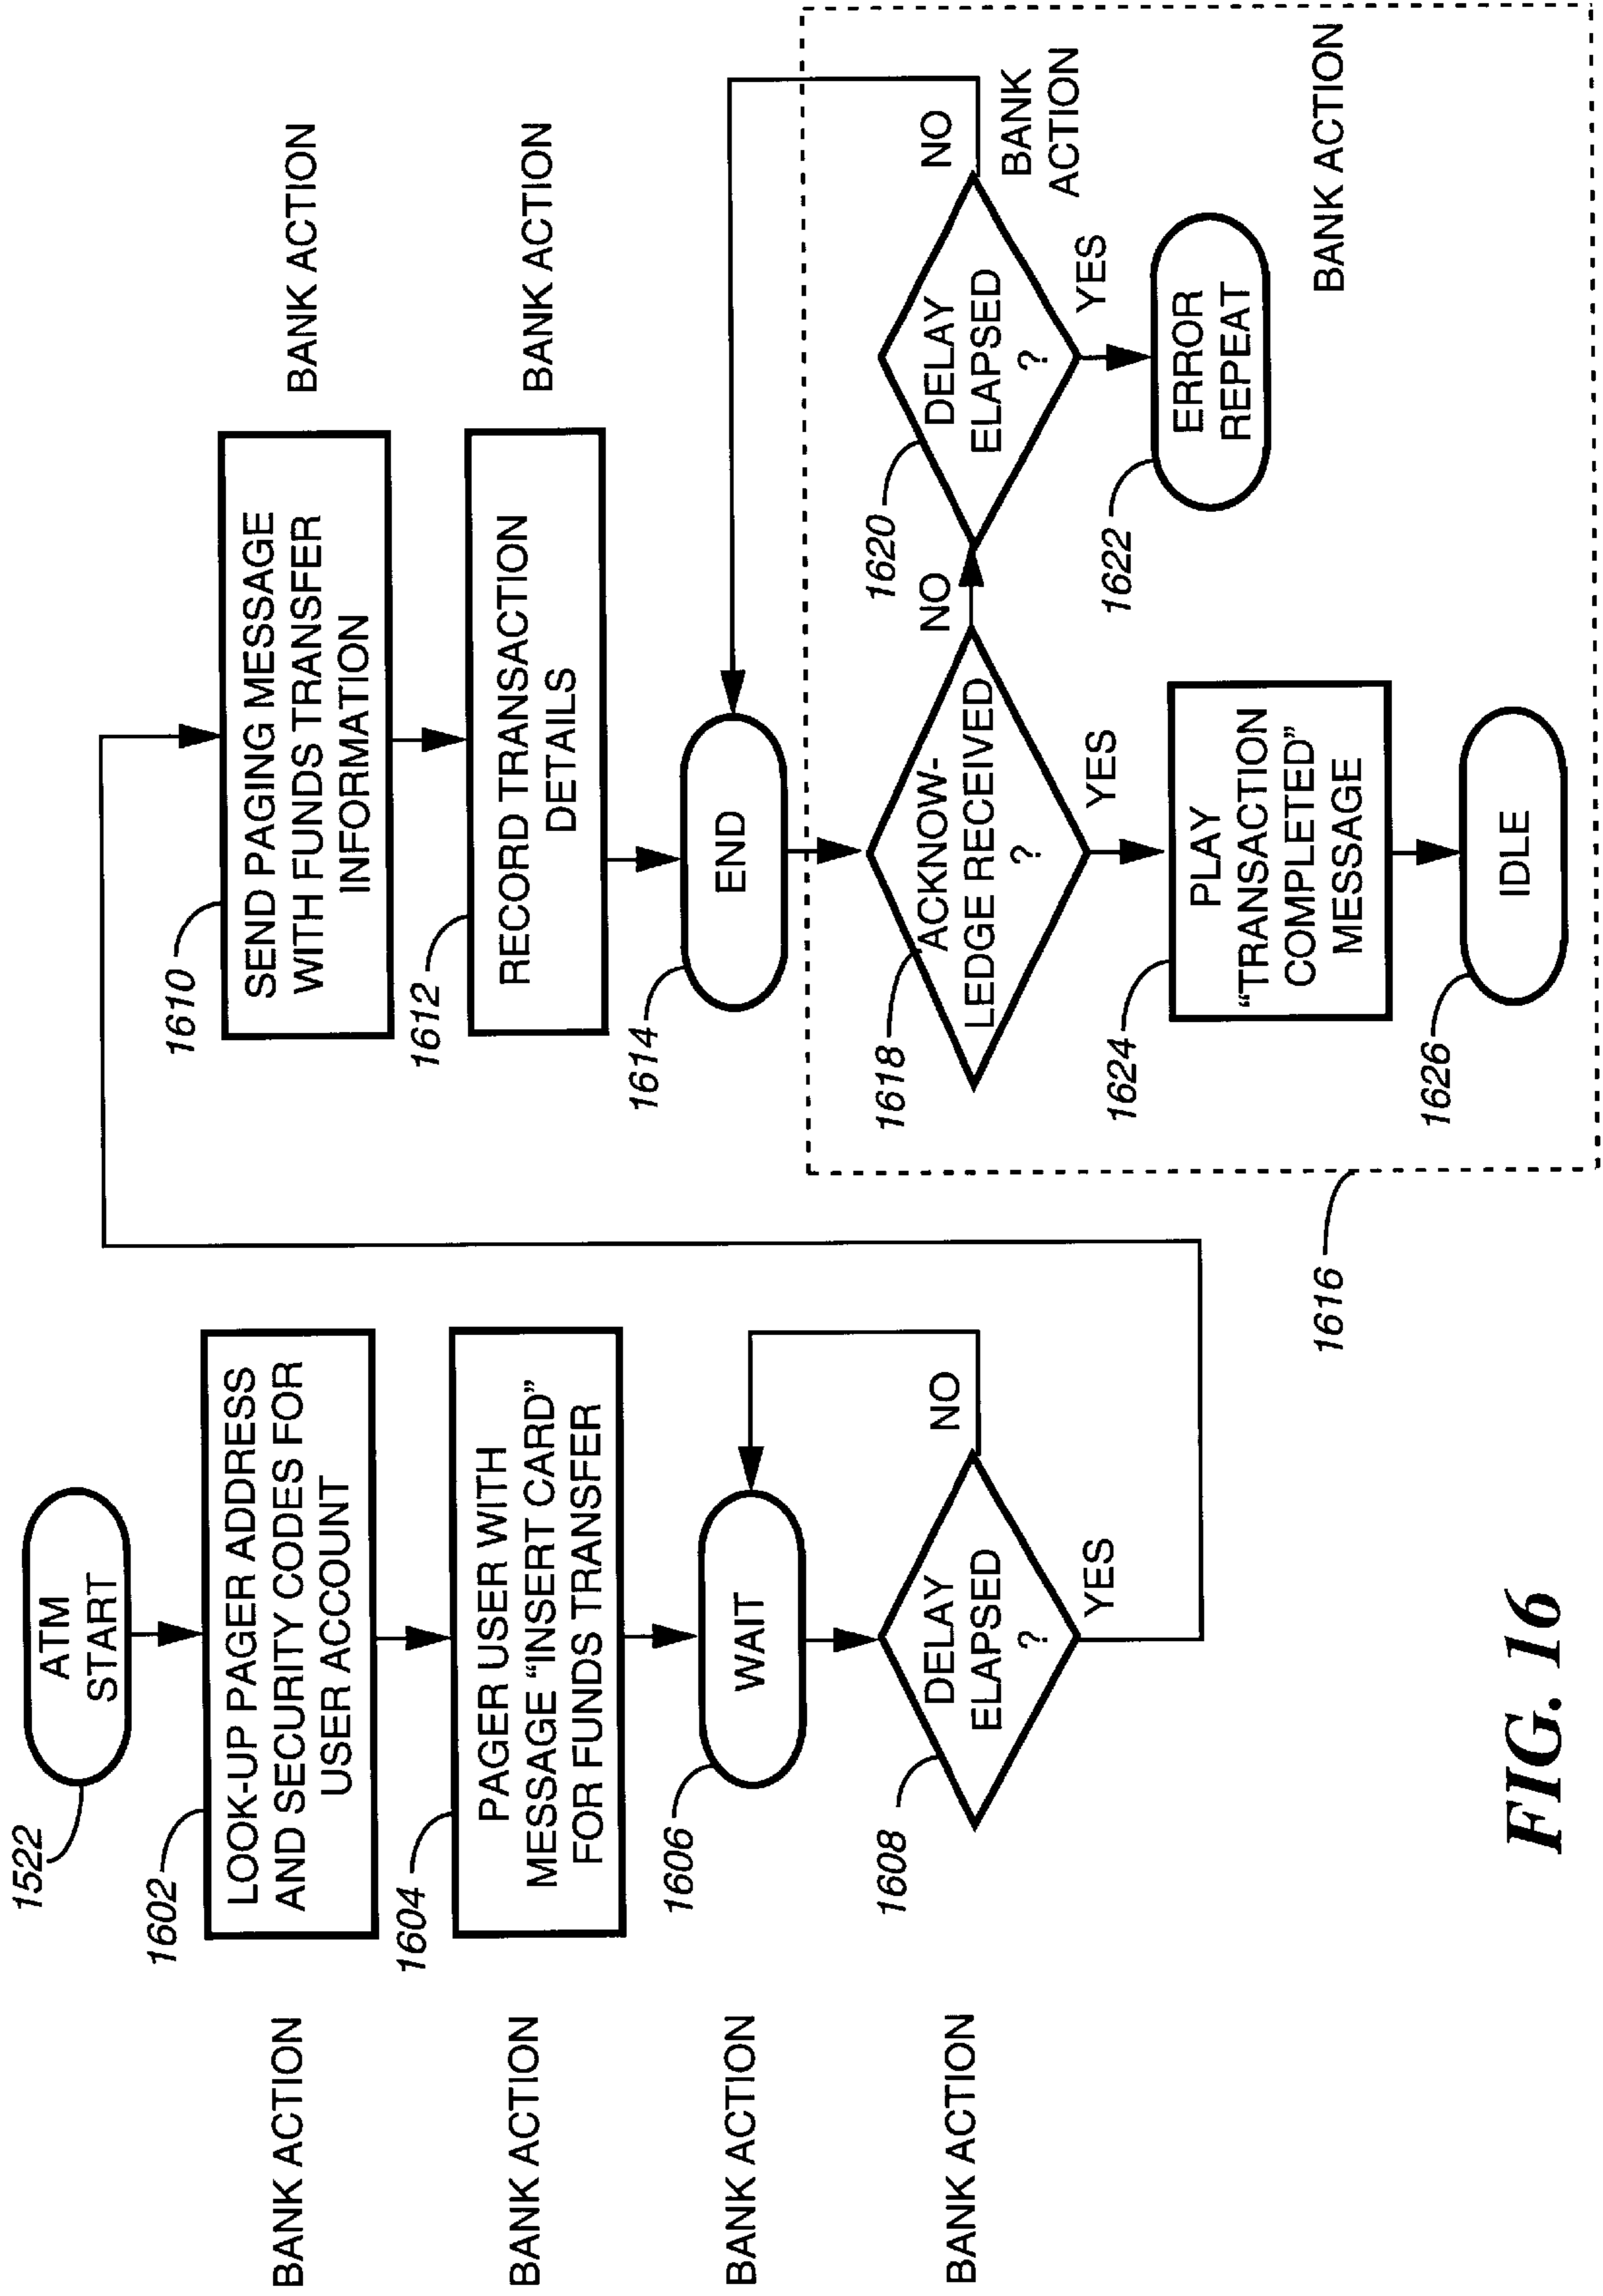 1522
ATM
START
BANK ACTION
1602
LOOK-UP PAGER ADDRESS
AND SECURITY CODES FOR
USER ACCOUNT
BANK ACTION
1604
PAGER USER WITH
MESSAGE “INSERT CARD”
FOR FUNDS TRANSFER
BANK ACTION
1606
WAIT
BANK ACTION
1608
DELAY
ELAPSED
?
NO
YES
1610
SEND PAGING MESSAGE
WITH FUNDS TRANSFER
INFORMATION
BANK ACTION
1612
RECORD TRANSACTION
DETAILS
BANK ACTION
1614
END
1618
ACKNOW-
LEDGE RECEIVED
?
NO
YES
1620
DELAY
ELAPSED
?
NO
YES
BANK
ACTION
1622
ERROR
REPEAT
1624
PLAY
“TRANSACTION
COMPLETED”
MESSAGE
BANK ACTION
1626
IDLE
1616
FIG. 16